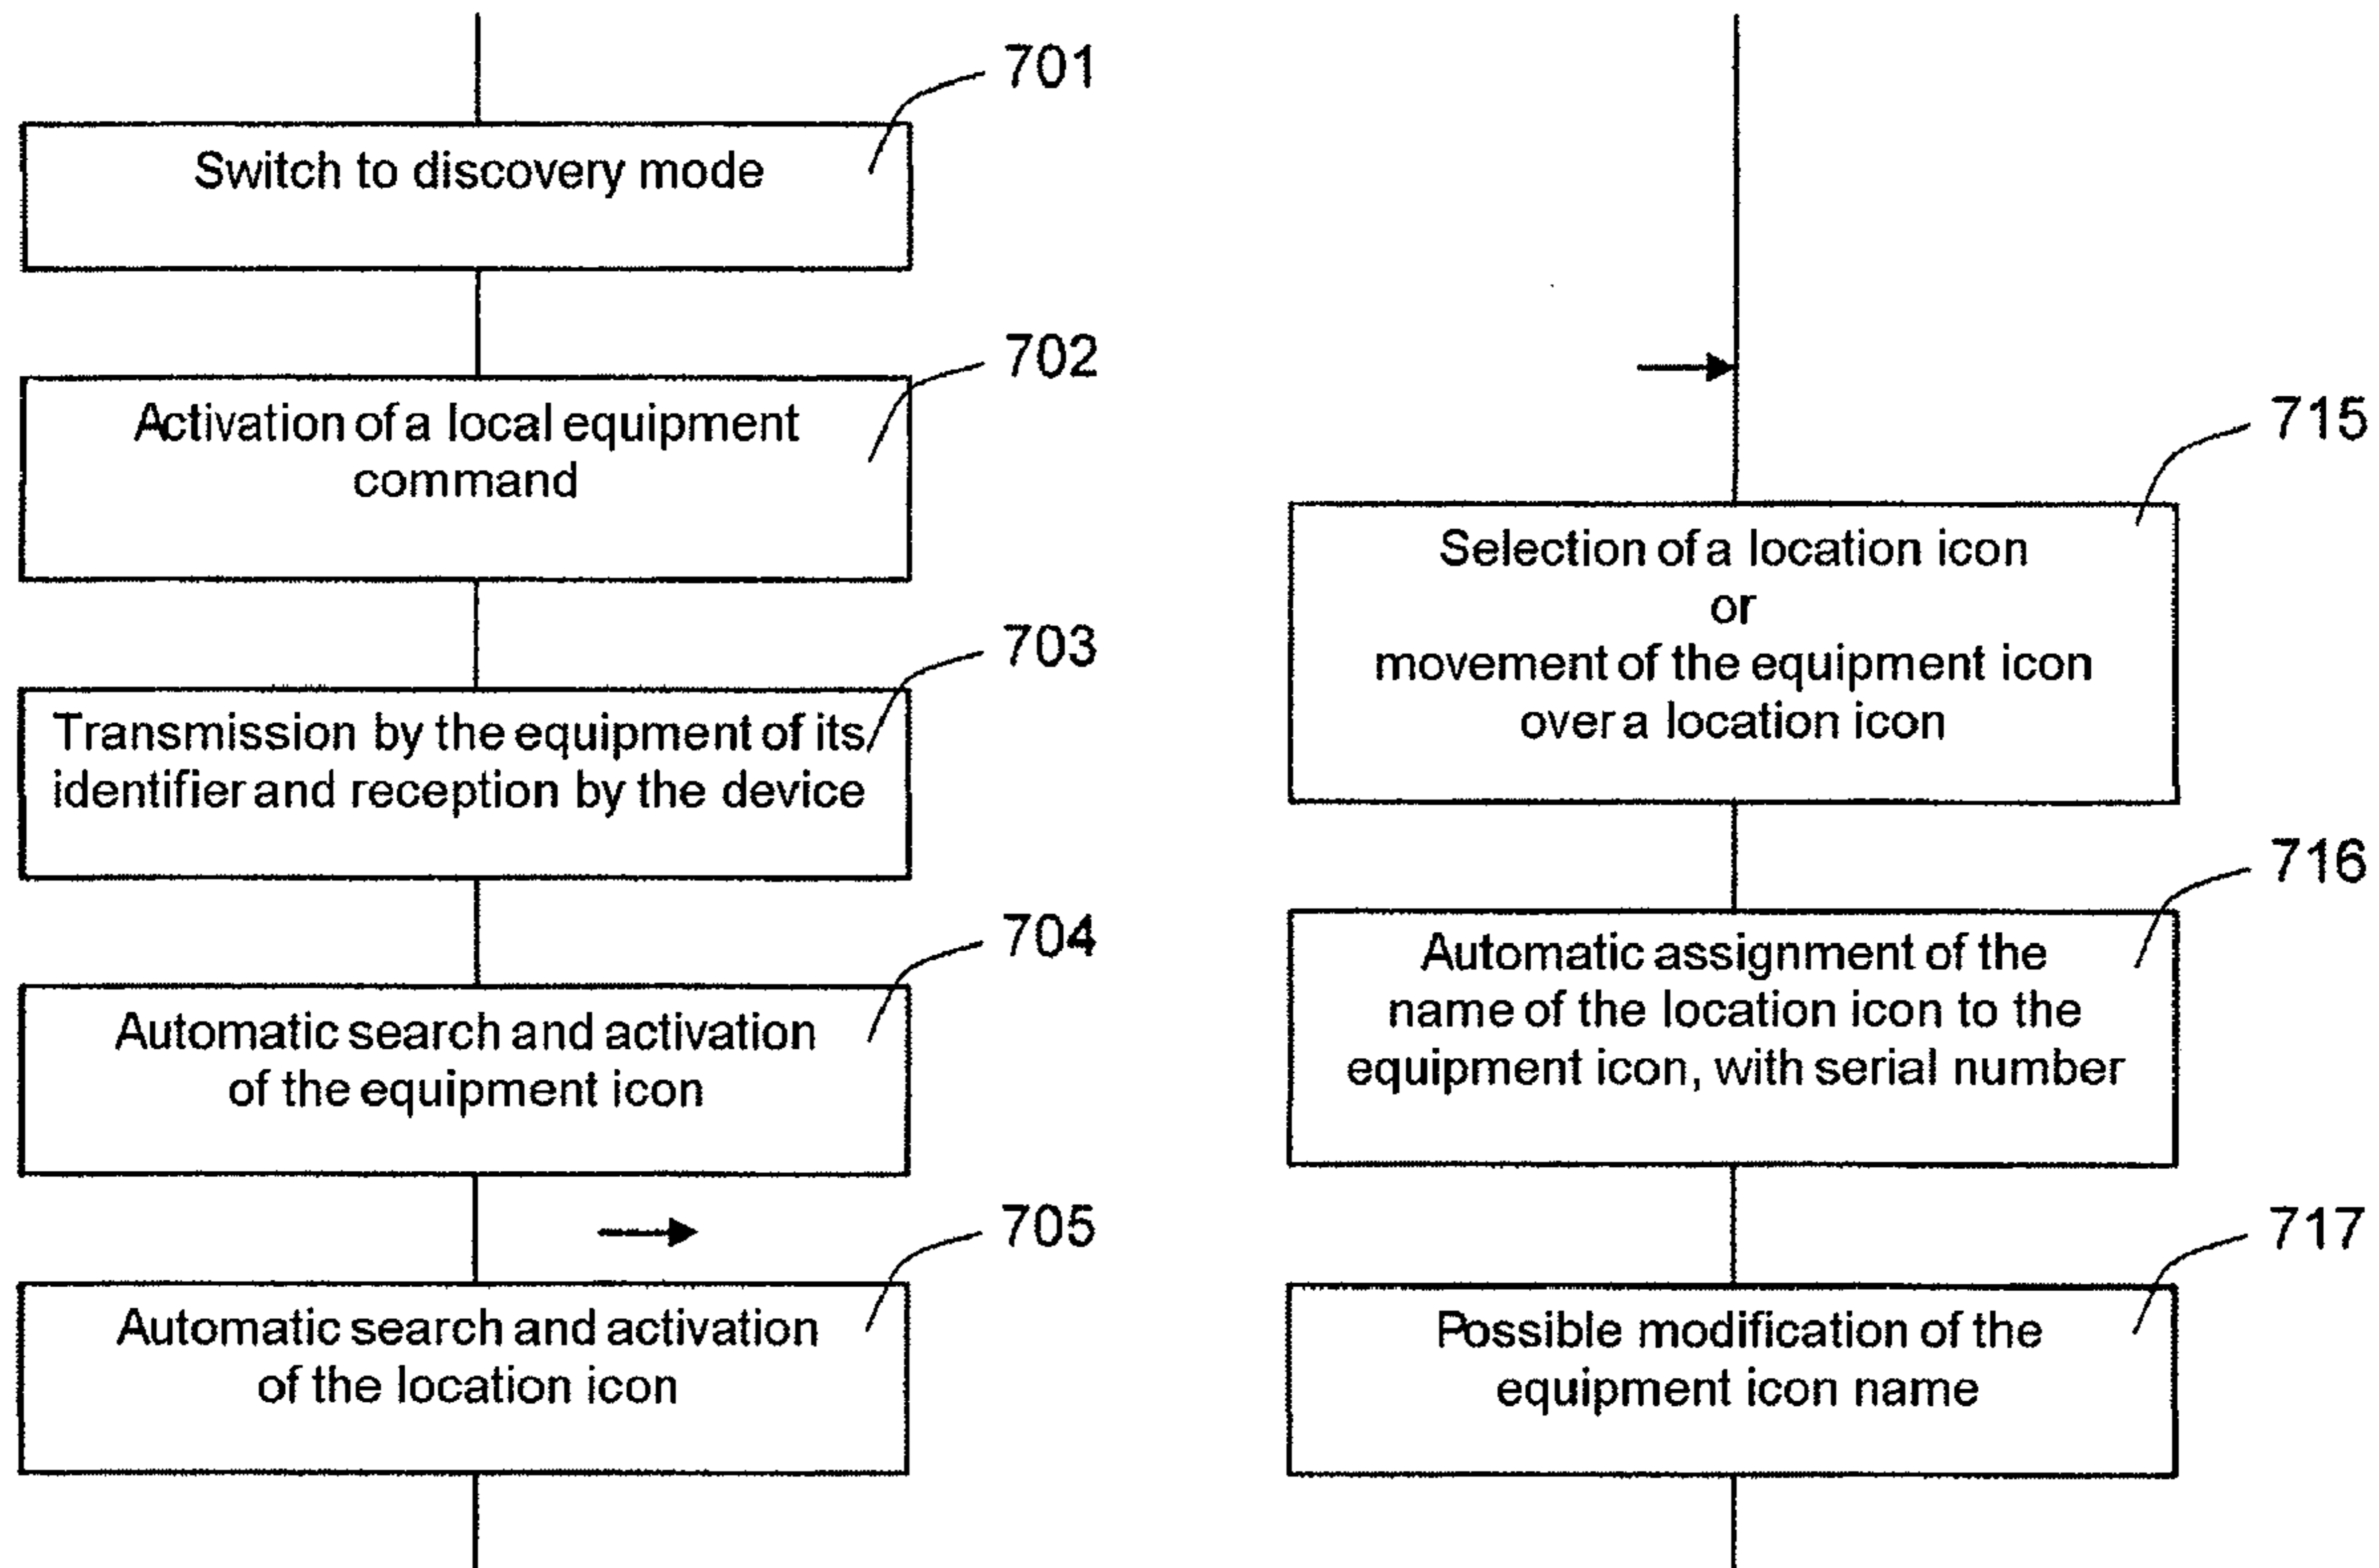 701
Switch to discovery mode
702
Activation of a local equipment
command
703
Transmission by the equipment of its
identifier and reception by the device
704
Automatic search and activation
of the equipment icon
705
Automatic search and activation
of the location icon
715
Selection of a location icon
or
movement of the equipment icon
over a location icon
716
Automatic assignment of the
name of the location icon to the
equipment icon, with serial number
717
Possible modification of the
equipment icon name